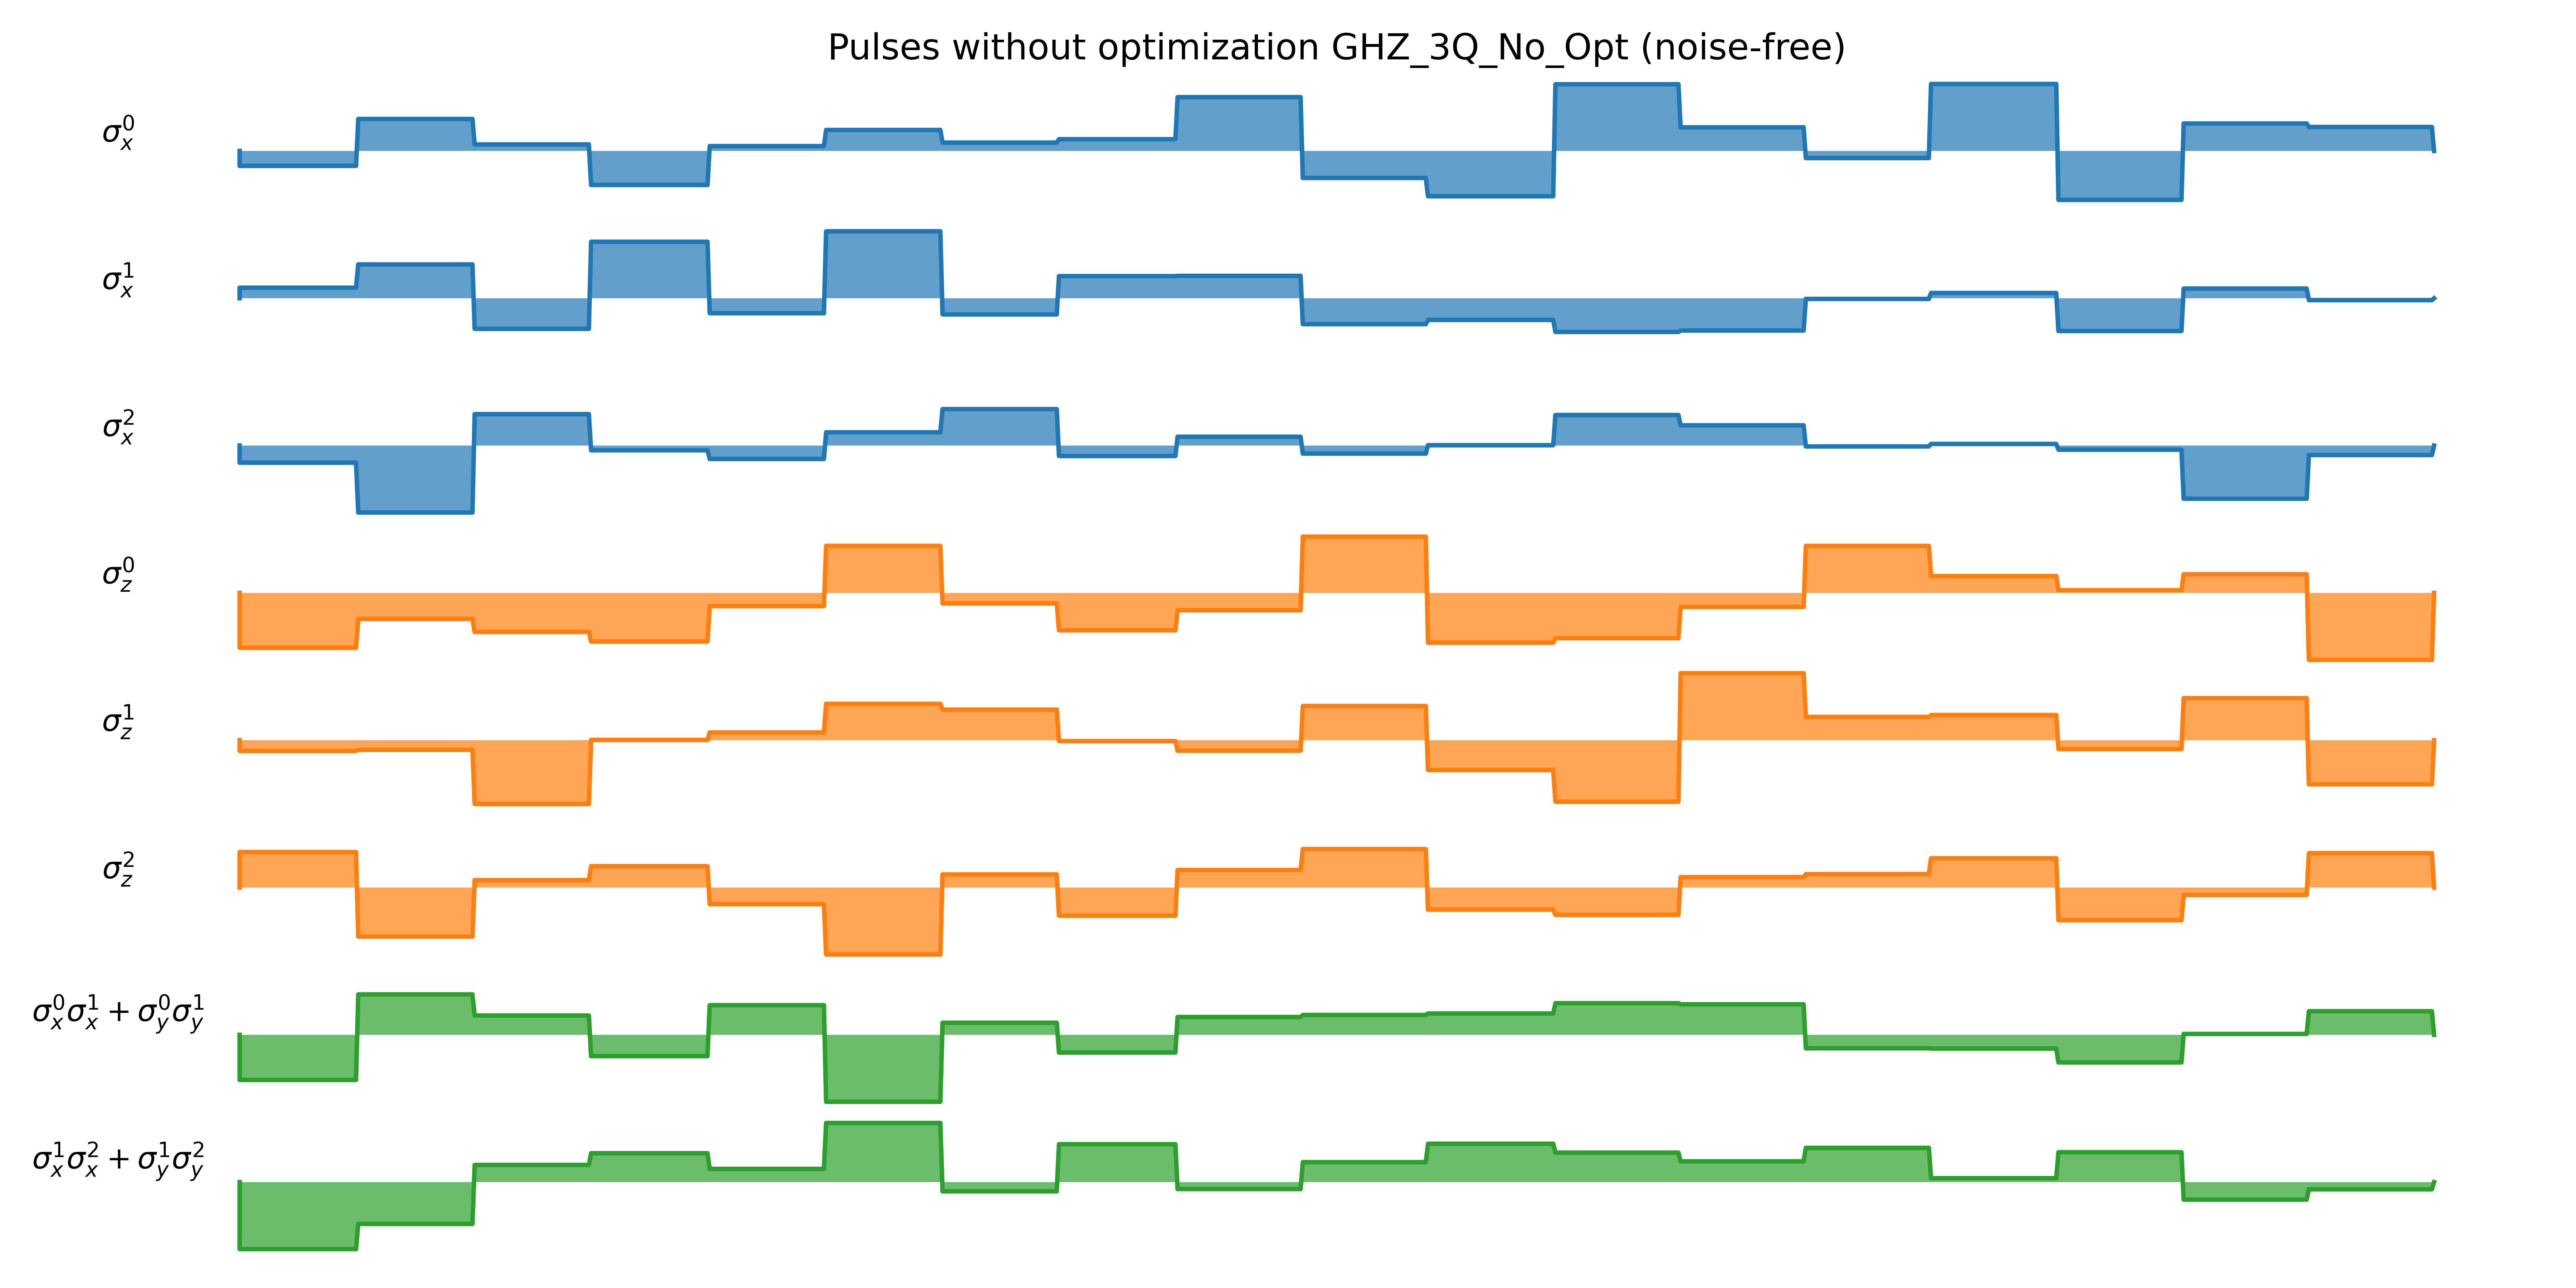 Pulses without optimization GHZ_3Q_No_Opt (noise-free)
σ_x^0
σ_x^1
σ_x^2
σ_z^0
σ_z^1
σ_z^2
σ_x^0σ_x^1 + σ_y^0σ_y^1
σ_x^1σ_x^2 + σ_y^1σ_y^2